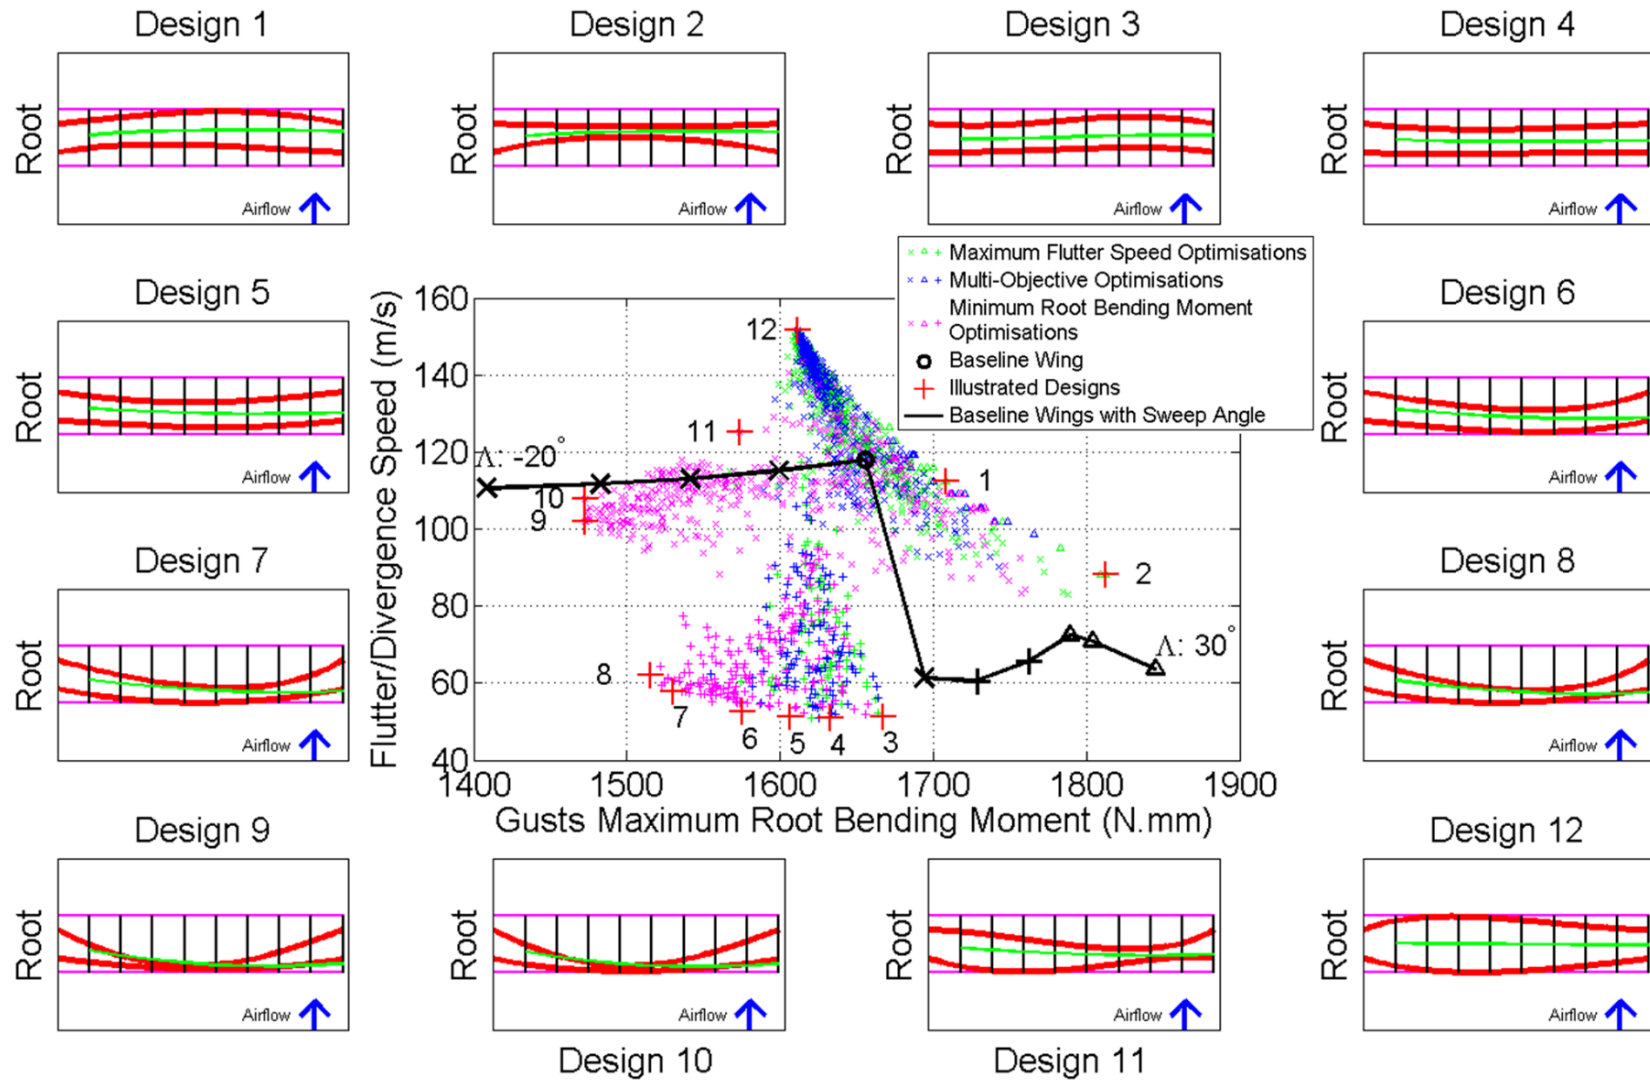 Design 1
Design 2
Design 3
Design 4
Root
Airflow
Root
Airflow
Root
Airflow
Root
Airflow
Design 5
Root
Airflow
Design 6
Root
Airflow
Design 7
Root
Airflow
Design 8
Root
Airflow
Maximum Flutter Speed Optimisations
Multi-Objective Optimisations
Minimum Root Bending Moment
Optimisations
Baseline Wing
Illustrated Designs
Baseline Wings with Sweep Angle
Flutter/Divergence Speed (m/s)
160
140
120
100
80
60
40
12
11
Λ: -20°
10
9
1
2
Λ: 30°
8
7
6
5
4
3
1400
1500
1600
1700
1800
1900
Gusts Maximum Root Bending Moment (N.mm)
Design 9
Root
Airflow
Root
Airflow
Design 10
Root
Airflow
Design 11
Design 12
Root
Airflow